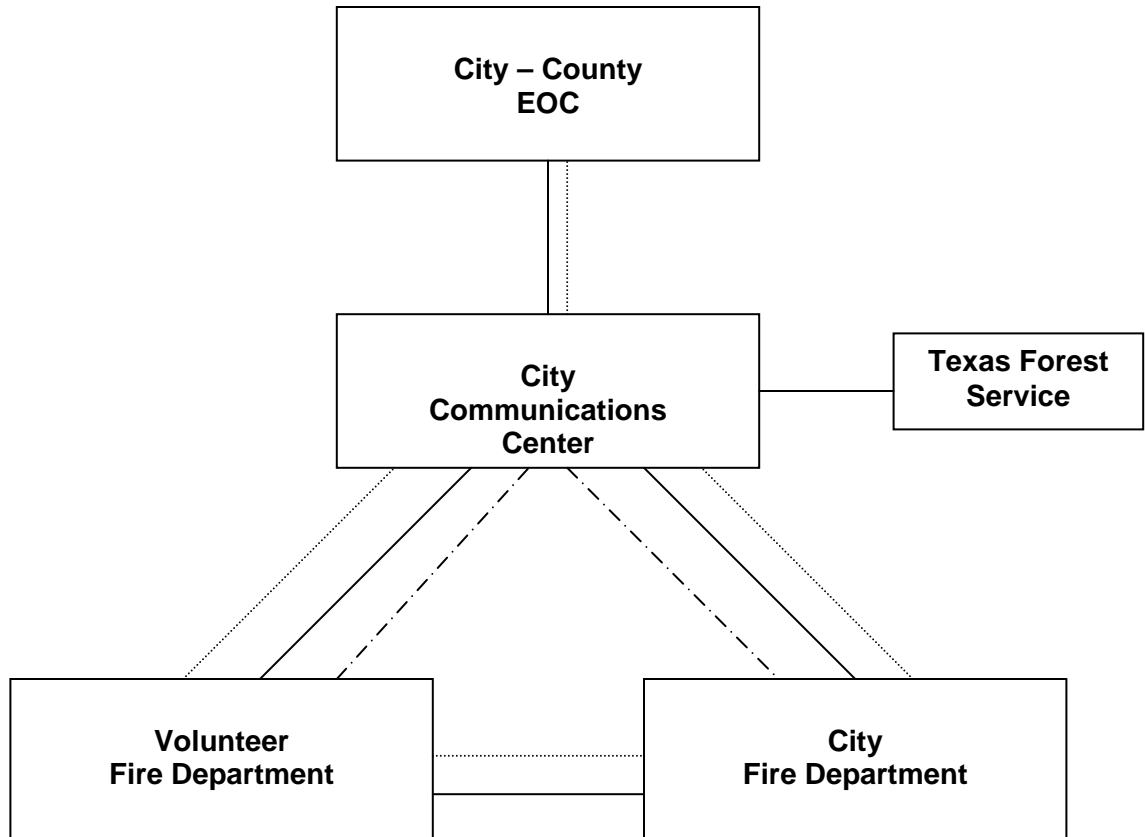 City – County
EOC
City
Communications
Center
Texas Forest
Service
Volunteer
Fire Department
City
Fire Department